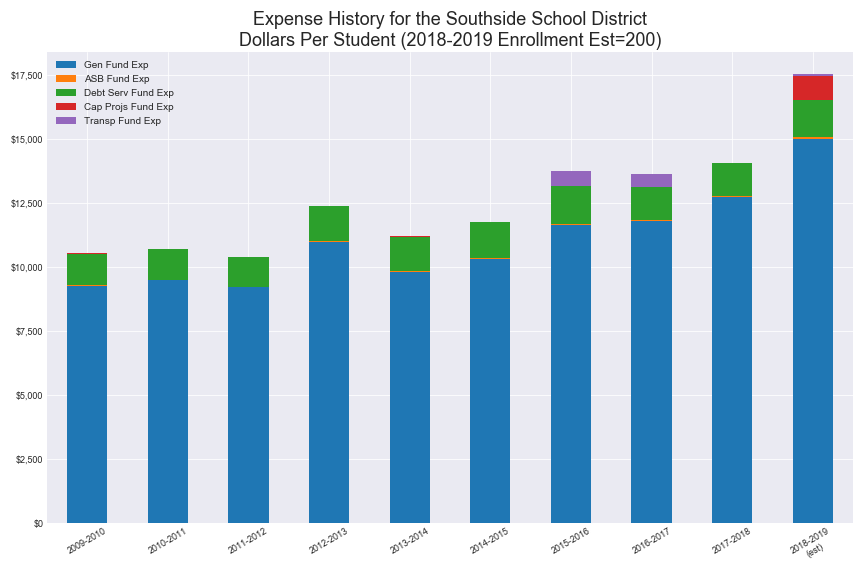 Expense History for the Southside School District
Dollars Per Student (2018-2019 Enrollment Est=200)
Gen Fund Exp
ASB Fund Exp
Debt Serv Fund Exp
Cap Projs Fund Exp
Transp Fund Exp
$17,500
$15,000
$12,500
$10,000
$7,500
$5,000
$2,500
$0
2009-2010
2010-2011
2011-2012
2012-2013
2013-2014
2014-2015
2015-2016
2016-2017
2017-2018
2018-2019
(est)